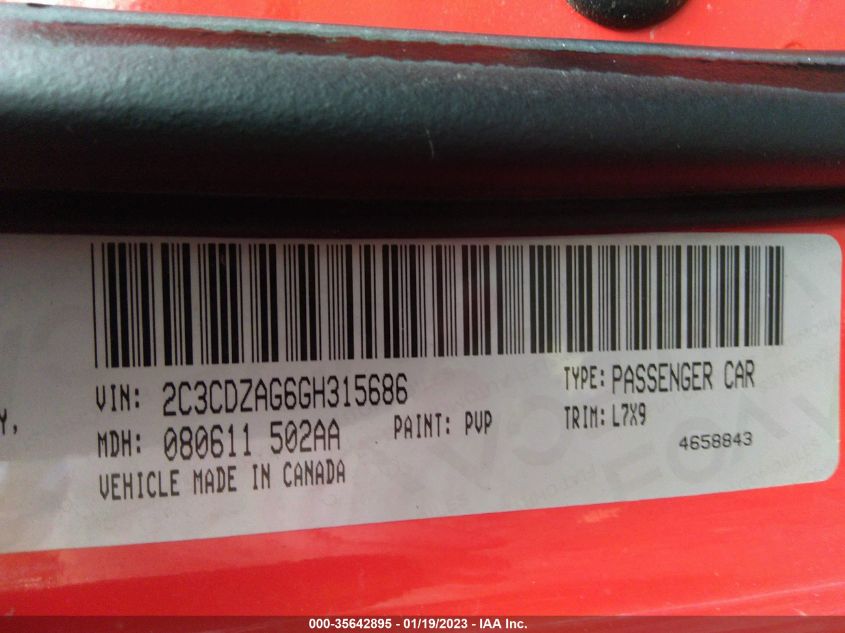 VIN: 2C3CDZAG6GH315686 TYPE: PASSENGER CAR
Y,
MDH: 080611 502AA PAINT: PVP TRIM: L7X9
VEHICLE MADE IN CANADA 4658843
000-35642895 - 01/19/2023 - IAA Inc.